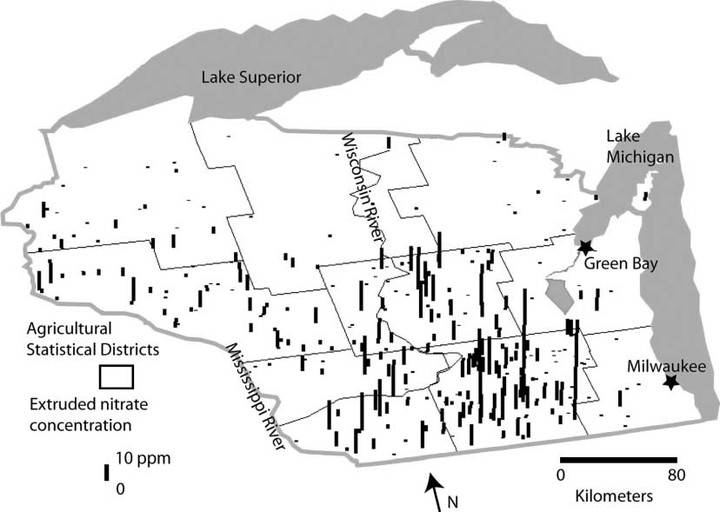 Lake Superior
Wisconsin River
Lake
Michigan
Green Bay
Agricultural
Statistical Districts
Extruded nitrate
concentration
Mississippi River
Milwaukee
10 ppm
0
N
0 80
Kilometers